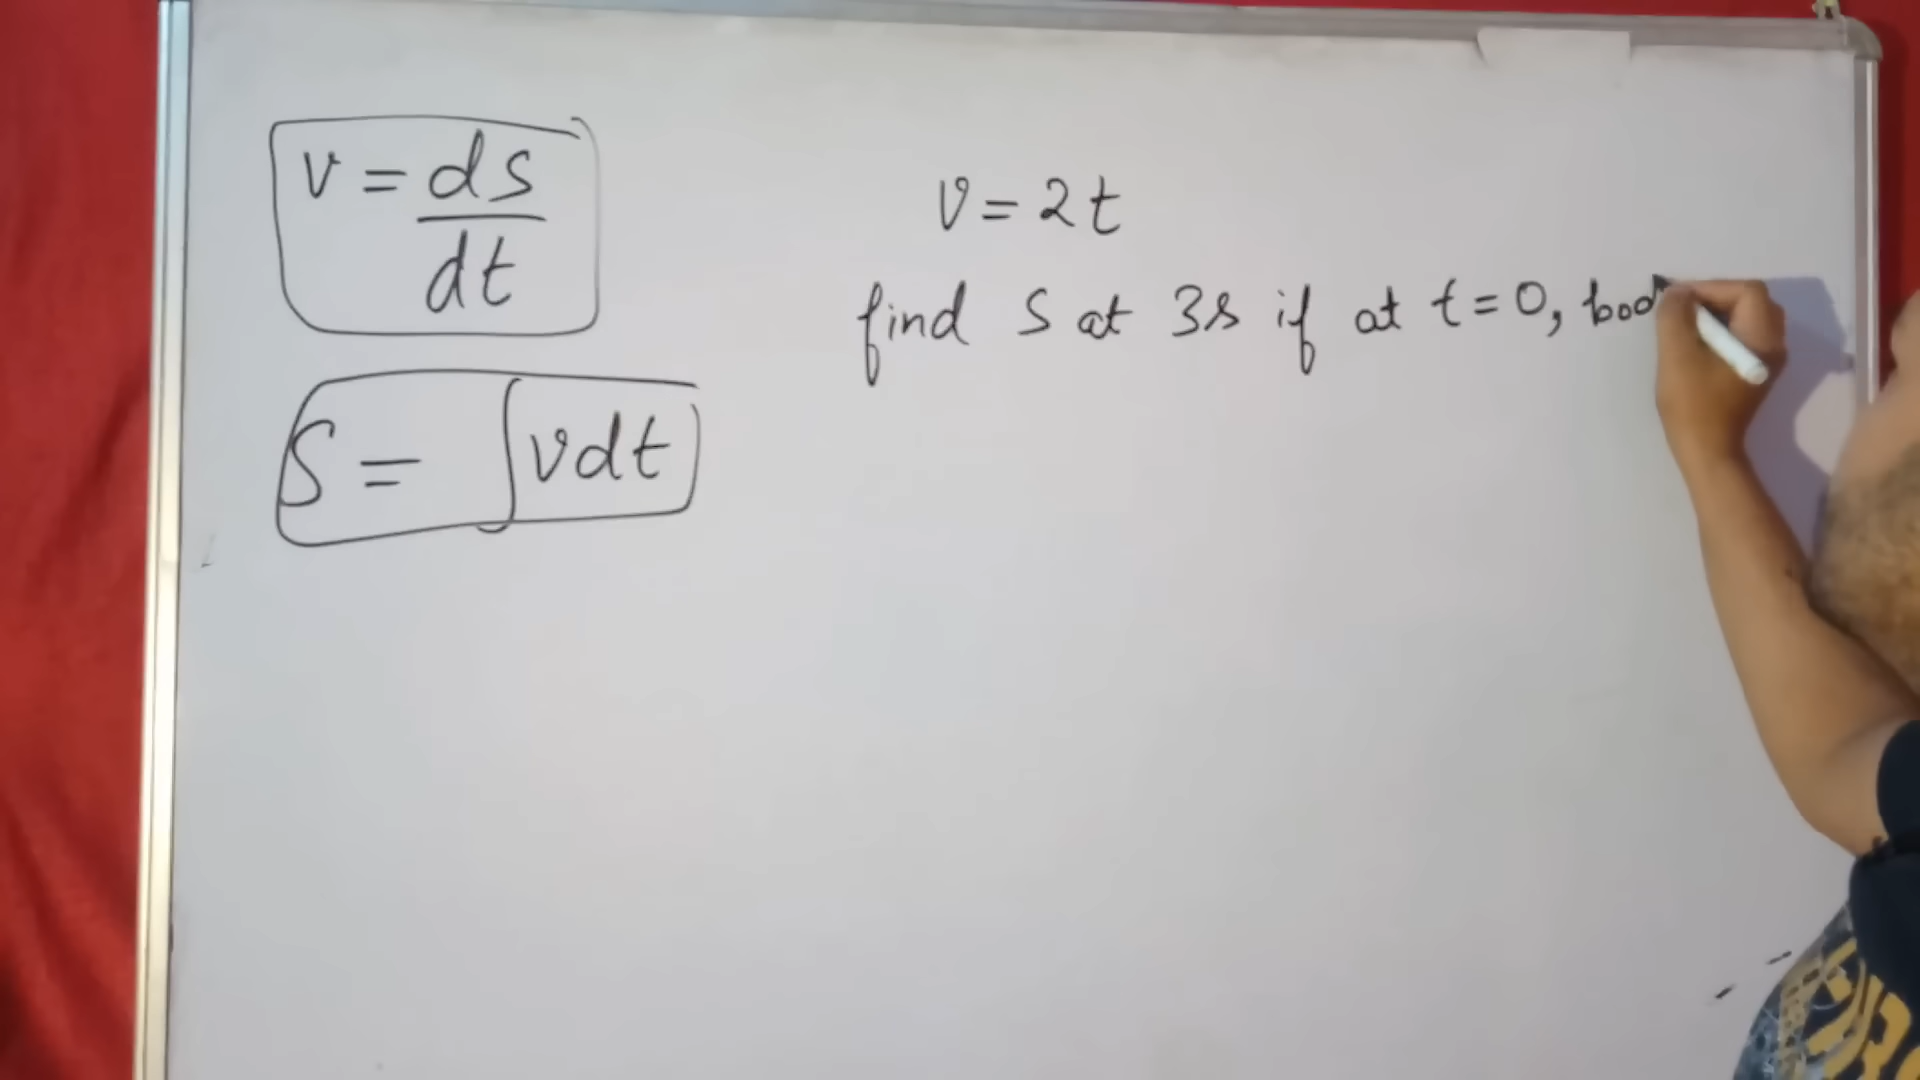 v = ds
dt
S = ∫vdt
v = 2t
find S at 3s if at t = 0,